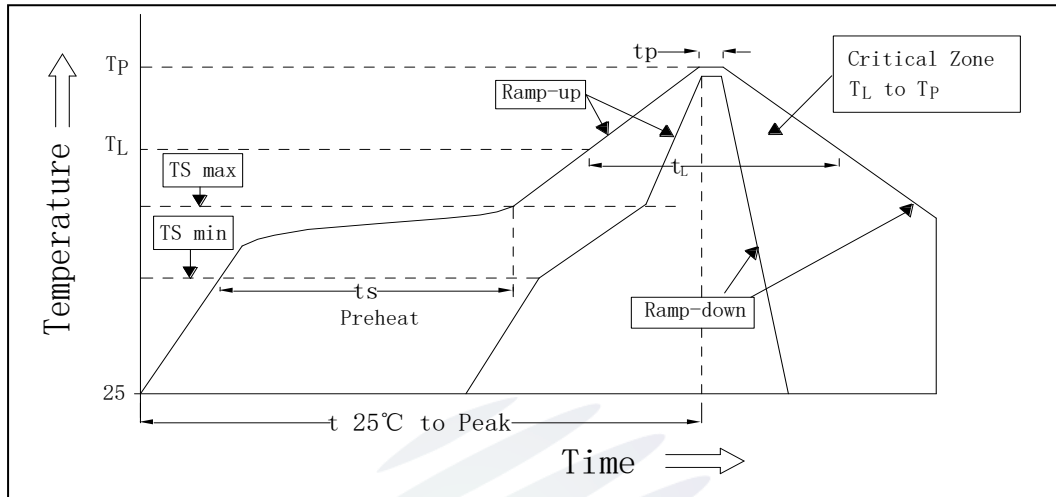 tp
Critical Zone
TL to TP
TP
Ramp-up
TL
TS max
tL
TS min
ts
Preheat
Ramp-down
25
t 25℃ to Peak
Time
Temperature